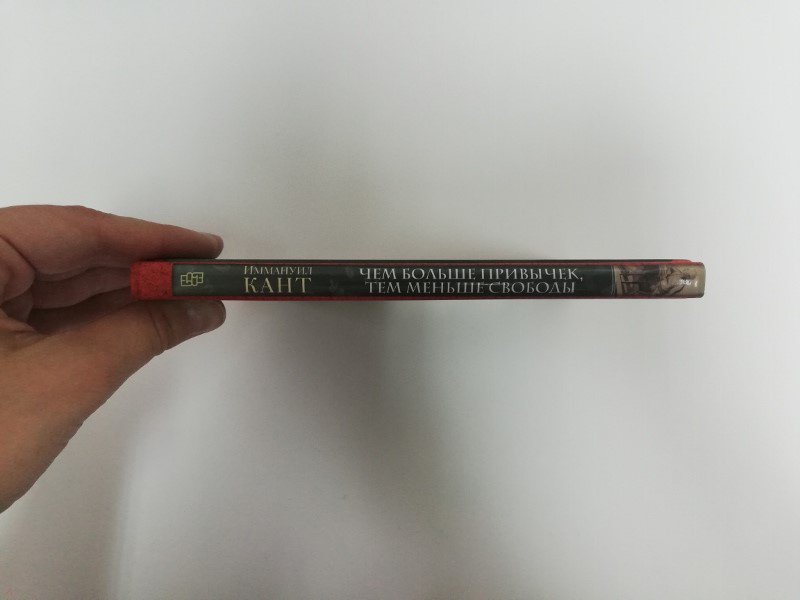 Иммануил
КАНТ
ЧЕМ БОЛЬШЕ ПРИВЫЧЕК,
ТЕМ МЕНЬШЕ СВОБОДЫ